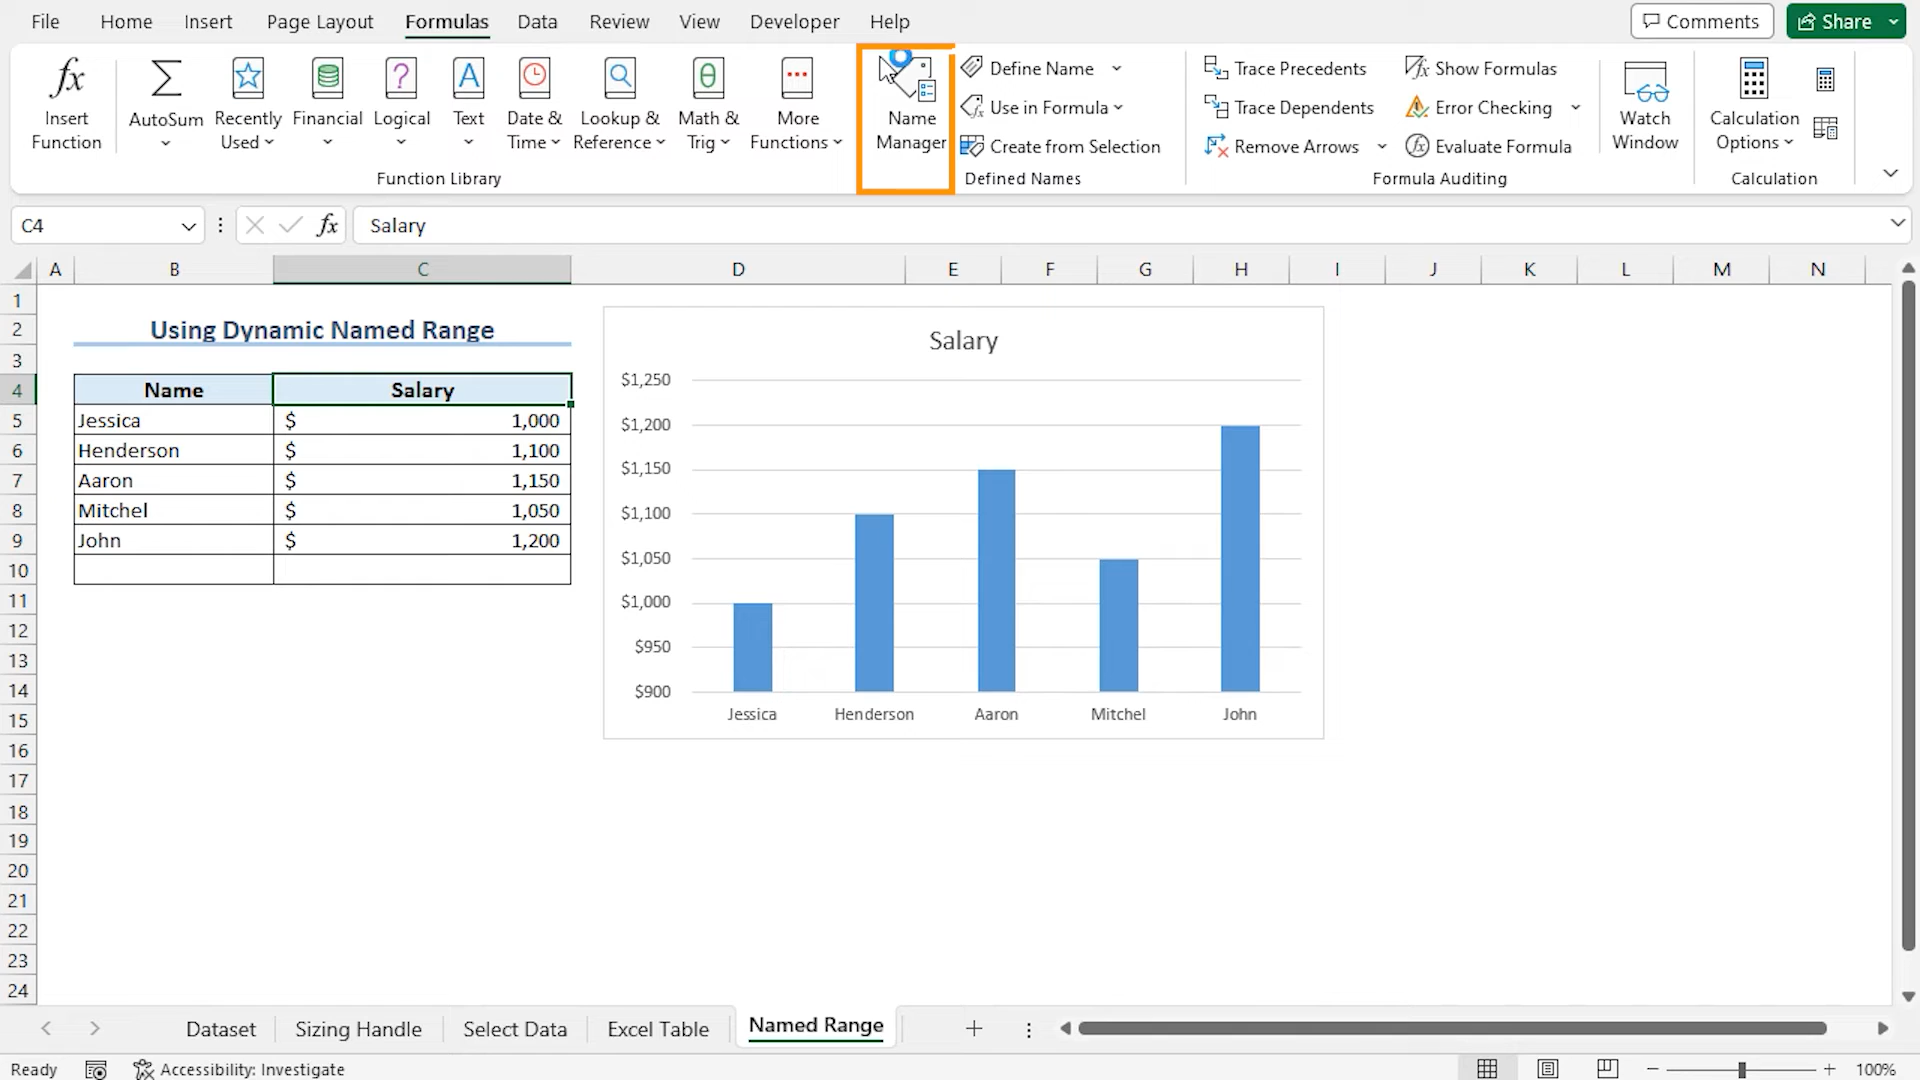 File Home Insert Page Layout Formulas Data Review View Developer Help Comments Share
Insert Function
AutoSum
Recently Used
Financial
Logical
Text
Date & Time
Lookup & Reference
Math & Trig
More Functions
Function Library
Name Manager
Define Name
Use in Formula
Create from Selection
Defined Names
Trace Precedents
Trace Dependents
Remove Arrows
Show Formulas
Error Checking
Evaluate Formula
Formula Auditing
Watch Window
Calculation Options
Calculation
C4 fx Salary
A B C D E F G H I J K L M N
1
2 Using Dynamic Named Range
3
4 Name Salary
5 Jessica $ 1,000
6 Henderson $ 1,100
7 Aaron $ 1,150
8 Mitchel $ 1,050
9 John $ 1,200
10
11
12
13
14
15
16
17
18
19
20
21
22
23
24
Salary
$1,250
$1,200
$1,150
$1,100
$1,050
$1,000
$950
$900
Jessica Henderson Aaron Mitchel John
Dataset Sizing Handle Select Data Excel Table Named Range
Ready Accessibility: Investigate 100%